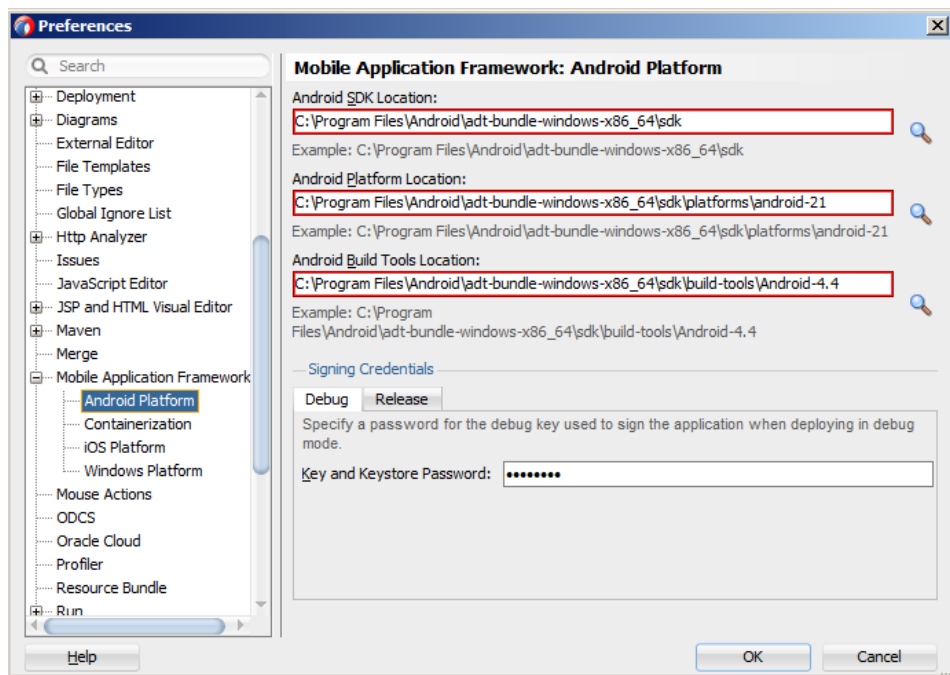 Preferences
Search
Deployment
Diagrams
External Editor
File Templates
File Types
Global Ignore List
Http Analyzer
Issues
JavaScript Editor
JSP and HTML Visual Editor
Maven
Merge
Mobile Application Framework
Android Platform
Containerization
iOS Platform
Windows Platform
Mouse Actions
ODCS
Oracle Cloud
Profiler
Resource Bundle
Run
Mobile Application Framework: Android Platform
Android SDK Location:
C:\Program Files\Android\adt-bundle-windows-x86_64\sdk
Example: C:\Program Files\Android\adt-bundle-windows-x86_64\sdk
Android Platform Location:
C:\Program Files\Android\adt-bundle-windows-x86_64\sdk\platforms\android-21
Example: C:\Program Files\Android\adt-bundle-windows-x86_64\sdk\platforms\android-21
Android Build Tools Location:
C:\Program Files\Android\adt-bundle-windows-x86_64\sdk\build-tools\Android-4.4
Example: C:\Program
Files\Android\adt-bundle-windows-x86_64\sdk\build-tools\Android-4.4
Signing Credentials
Debug Release
Specify a password for the debug key used to sign the application when deploying in debug
mode.
Key and Keystore Password: ••••••••
Help OK Cancel